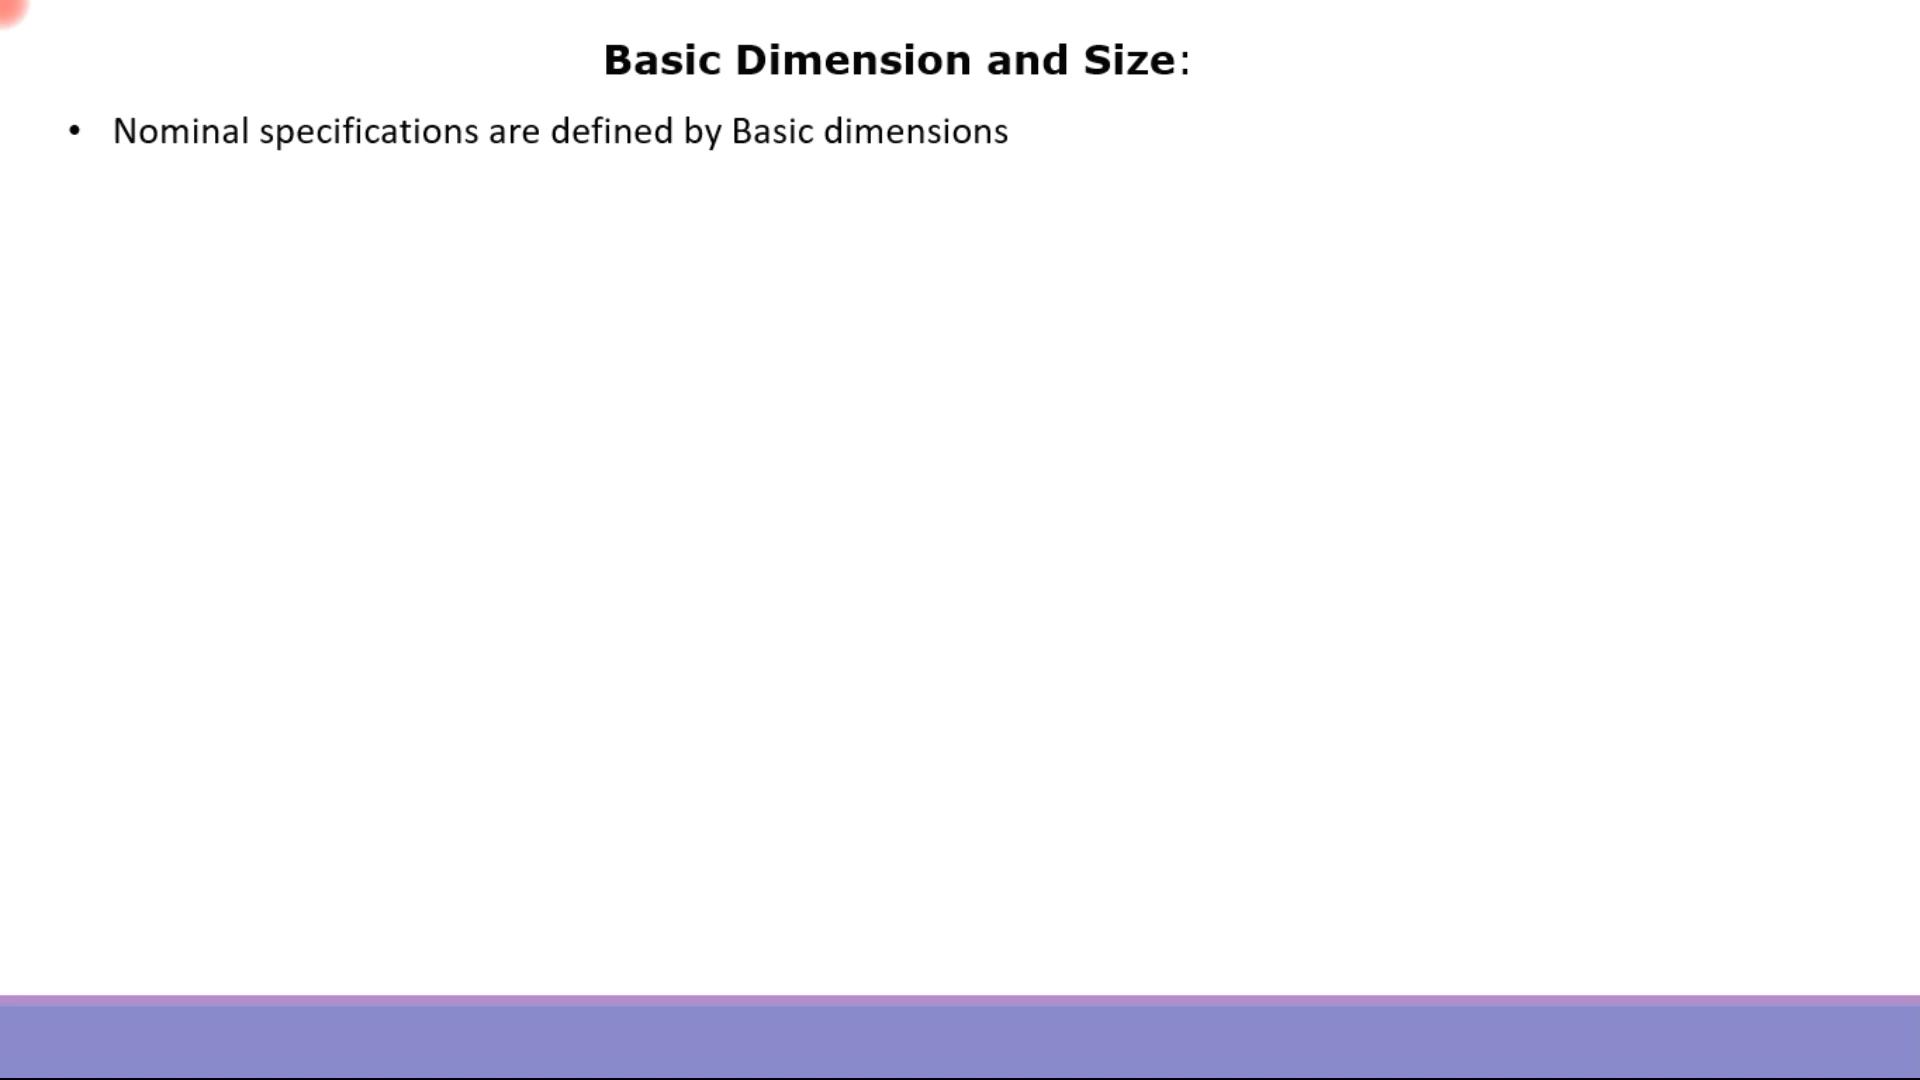 Basic Dimension and Size:
• Nominal specifications are defined by Basic dimensions